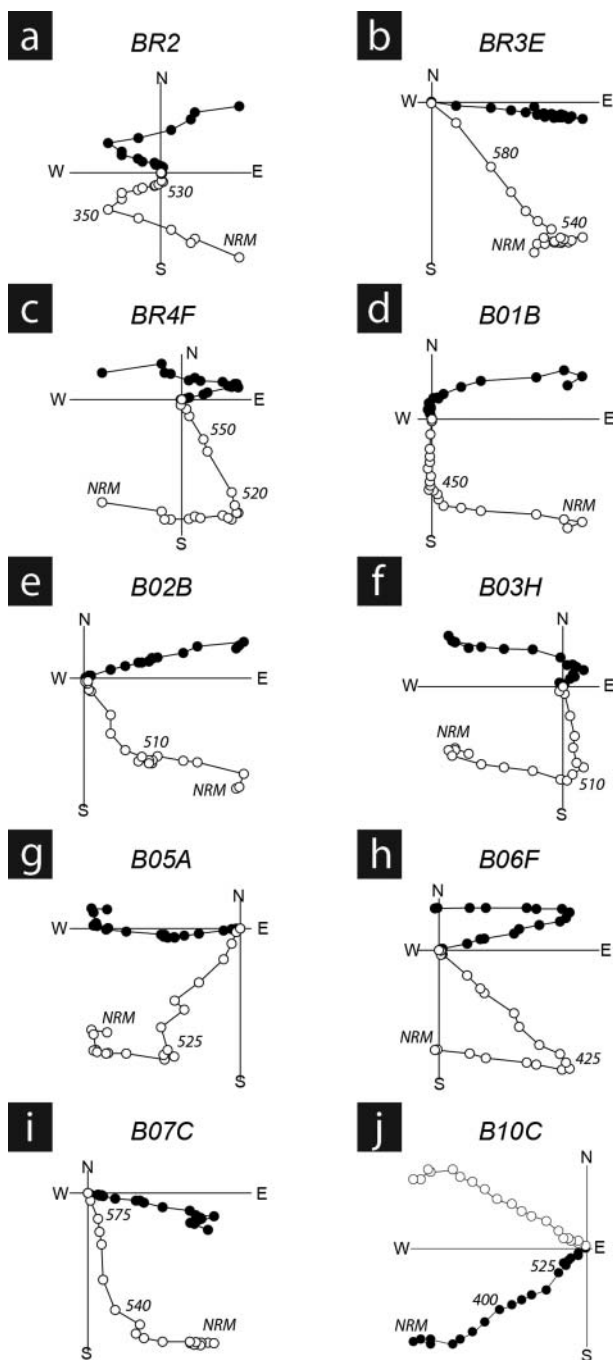 a
BR2
N
W
E
530
350
NRM
S
b
BR3E
N
W
E
580
540
NRM
S
c
BR4F
N
W
E
550
520
NRM
S
d
B01B
N
W
E
450
NRM
S
e
B02B
N
W
E
510
NRM
S
f
B03H
N
W
E
NRM
510
S
g
B05A
N
W
E
NRM
525
S
h
B06F
N
W
E
NRM
425
S
i
B07C
N
W
E
575
540
NRM
S
j
B10C
N
W
E
525
400
NRM
S